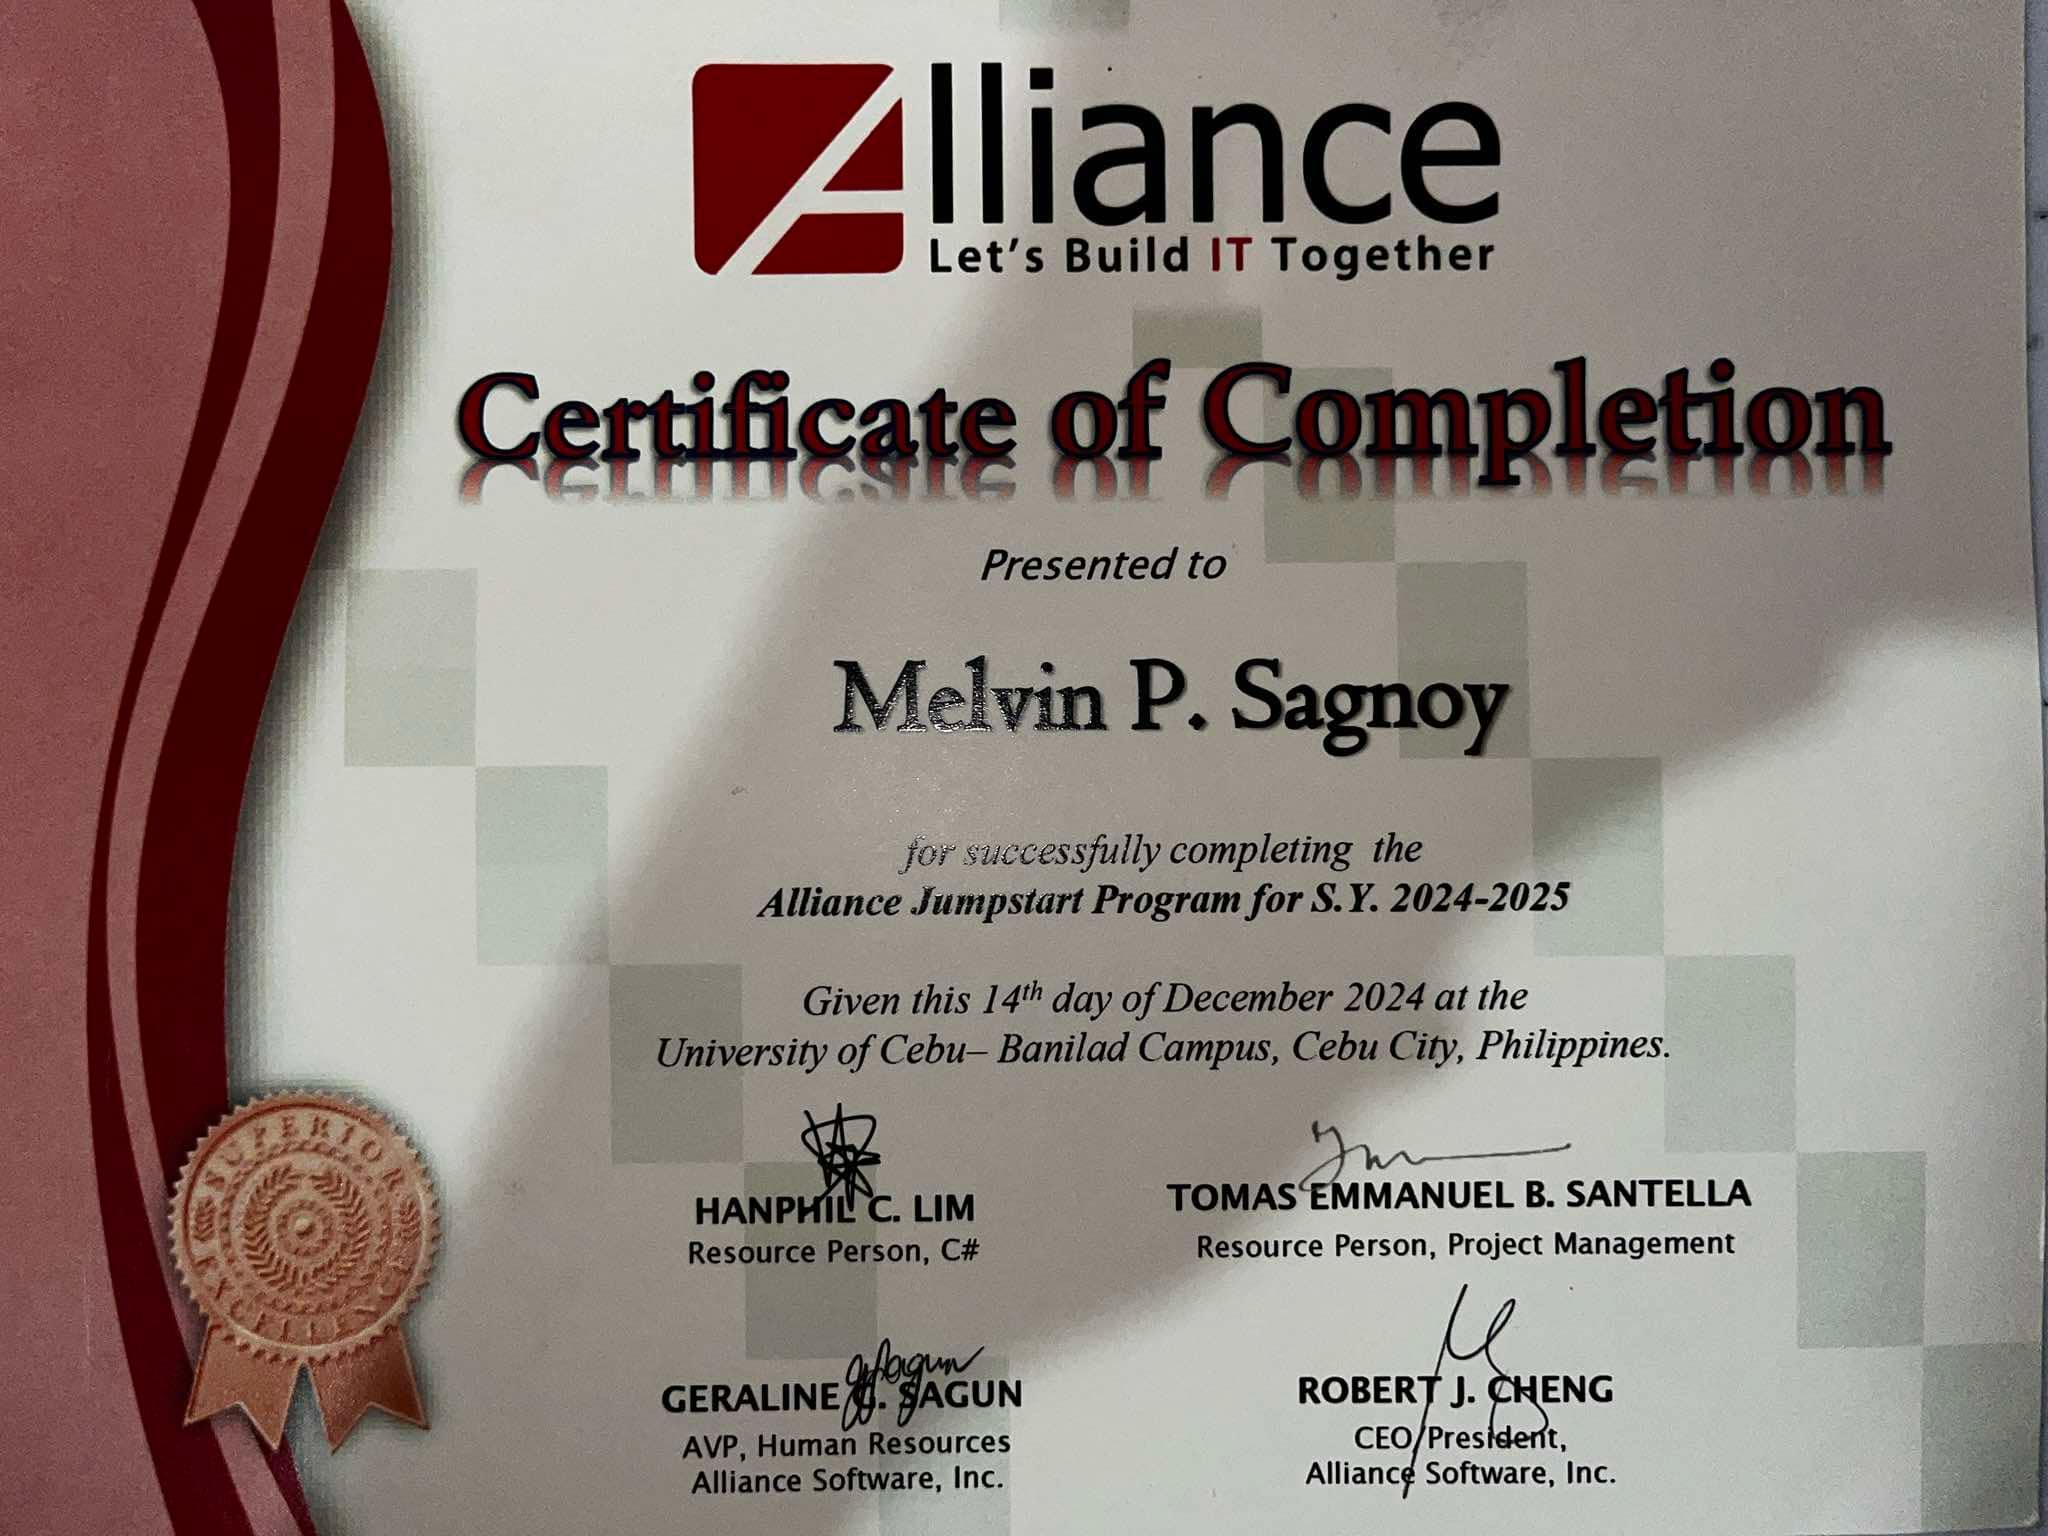 Alliance
Let's Build IT Together
Certificate of Completion
Presented to
Melvin P. Sagnoy
for successfully completing the
Alliance Jumpstart Program for S.Y. 2024-2025
Given this 14th day of December 2024 at the
University of Cebu– Banilad Campus, Cebu City, Philippines.
HANPHIL C. LIM
Resource Person, C#
TOMAS EMMANUEL B. SANTELLA
Resource Person, Project Management
GERALINE G. SAGUN
AVP, Human Resources
Alliance Software, Inc.
ROBERT J. CHENG
CEO/President,
Alliance Software, Inc.
SUPERIOR
EXCELLENCE